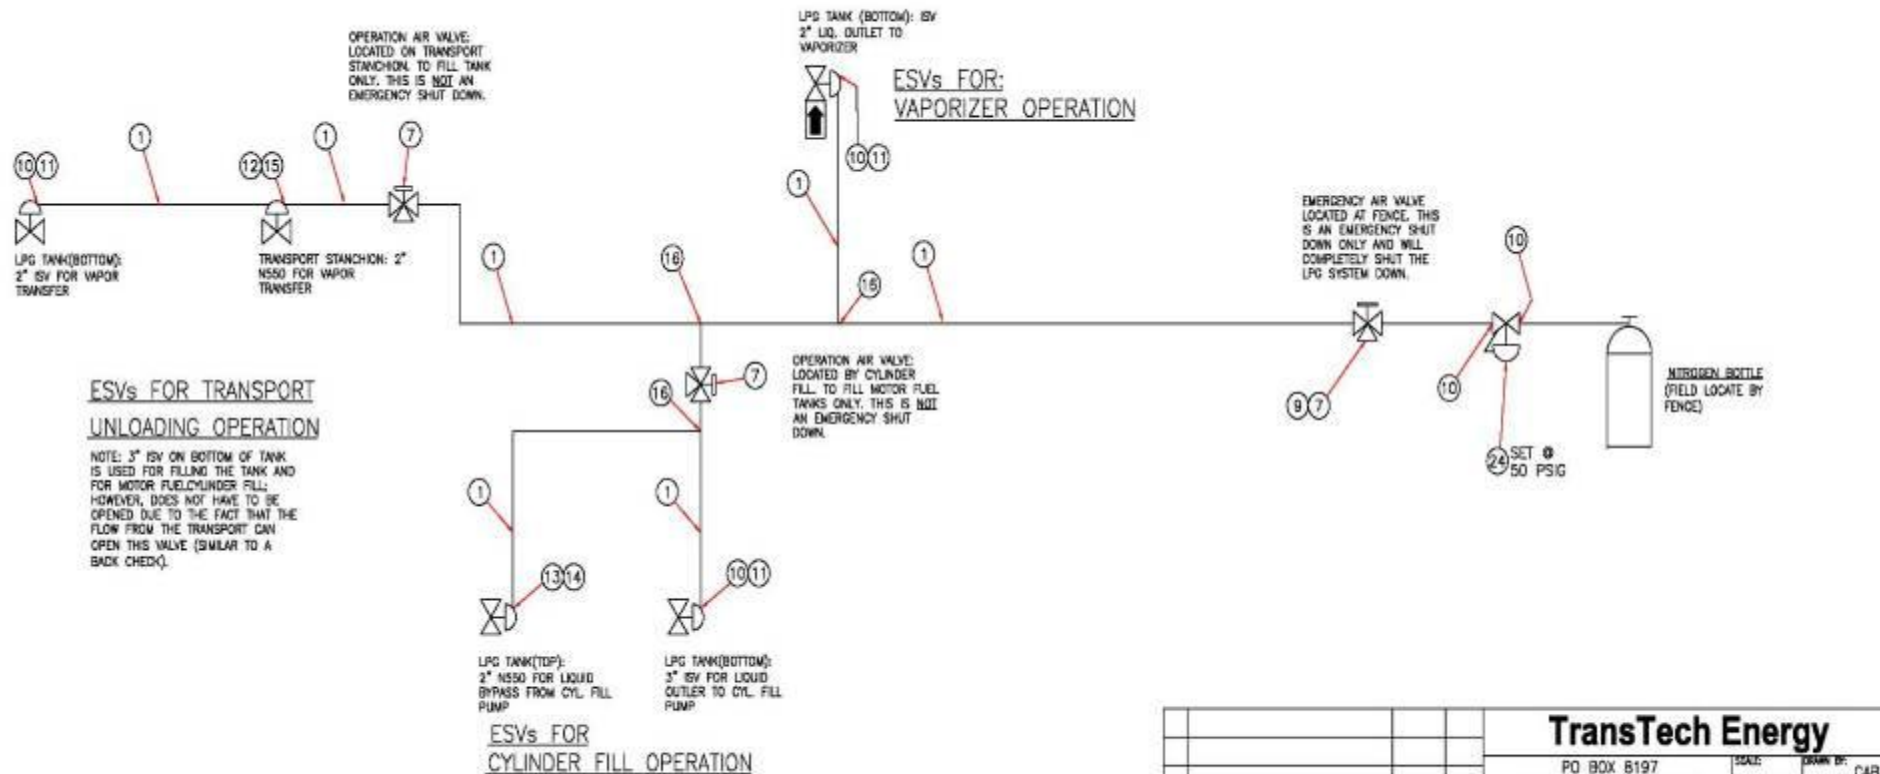 OPERATION AIR VALVE:
LOCATED ON TRANSPORT
STANCHION. TO FILL TANK
ONLY. THIS IS NOT AN
EMERGENCY SHUT DOWN.
LPG TANK (BOTTOM): ISV
2" LIQ. OUTLET TO
VAPORIZER
ESVs FOR:
VAPORIZER OPERATION
1
1
7
10 11
12 15
10 11
1
LPG TANK(BOTTOM):
2" ISV FOR VAPOR
TRANSFER
TRANSPORT STANCHION: 2"
N550 FOR VAPOR
TRANSFER
1
16
16
1
EMERGENCY AIR VALVE
LOCATED AT FENCE. THIS
IS AN EMERGENCY SHUT
DOWN ONLY AND WILL
COMPLETELY SHUT THE
LPG SYSTEM DOWN.
10
9 7
10
24
SET @
50 PSIG
NITROGEN BOTTLE
(FIELD LOCATE BY
FENCE)
ESVs FOR TRANSPORT
UNLOADING OPERATION
NOTE: 3" ISV ON BOTTOM OF TANK
IS USED FOR FILLING THE TANK AND
FOR MOTOR FUELCYLINDER FILL;
HOWEVER, DOES NOT HAVE TO BE
OPENED DUE TO THE FACT THAT THE
FLOW FROM THE TRANSPORT CAN
OPEN THIS VALVE (SIMILAR TO A
BACK CHECK).
7
16
OPERATION AIR VALVE:
LOCATED BY CYLINDER
FILL. TO FILL MOTOR FUEL
TANKS ONLY. THIS IS NOT
AN EMERGENCY SHUT
DOWN.
1
1
13 14
10 11
LPG TANK(TOP):
2" N550 FOR LIQUID
BYPASS FROM CYL. FILL
PUMP
LPG TANK(BOTTOM):
3" ISV FOR LIQUID
OUTLER TO CYL. FILL
PUMP
ESVs FOR
CYLINDER FILL OPERATION
TransTech Energy
PO BOX 8197
SCALE:
DRAWN BY: